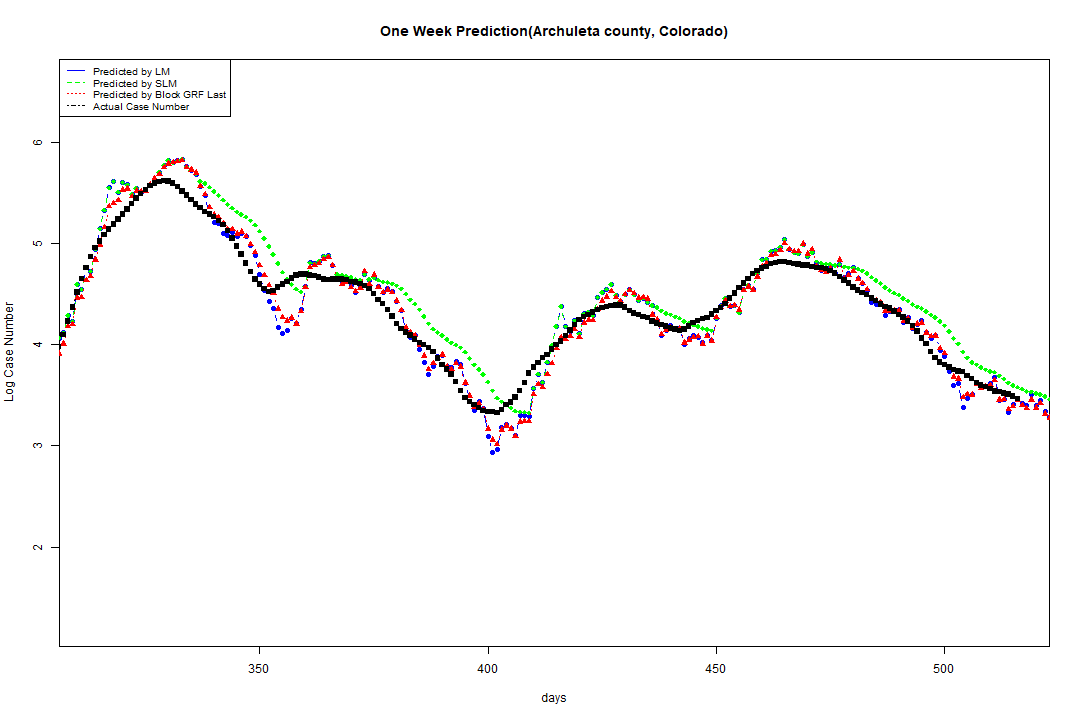 One Week Prediction(Archuleta county, Colorado)
Predicted by LM
Predicted by SLM
Predicted by Block GRF Last
Actual Case Number
6
5
4
3
2
Log Case Number
350 400 450 500
days